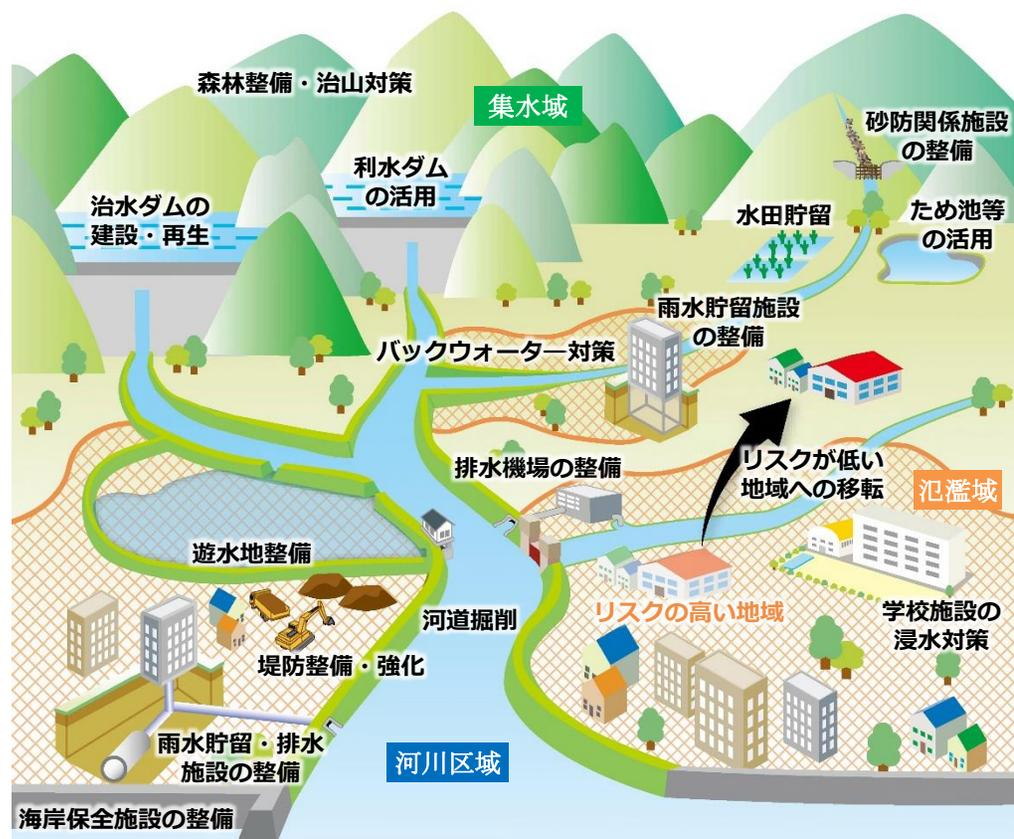 森林整備・治山対策
集水域
砂防関係施設
の整備
利水ダム
の活用
治水ダムの
建設・再生
水田貯留
ため池等
の活用
雨水貯留施設
の整備
バックウォーター対策
リスクが低い
地域への移転
排水機場の整備
氾濫域
遊水地整備
リスクの高い地域
学校施設の
浸水対策
河道掘削
堤防整備・強化
雨水貯留・排水
施設の整備
河川区域
海岸保全施設の整備